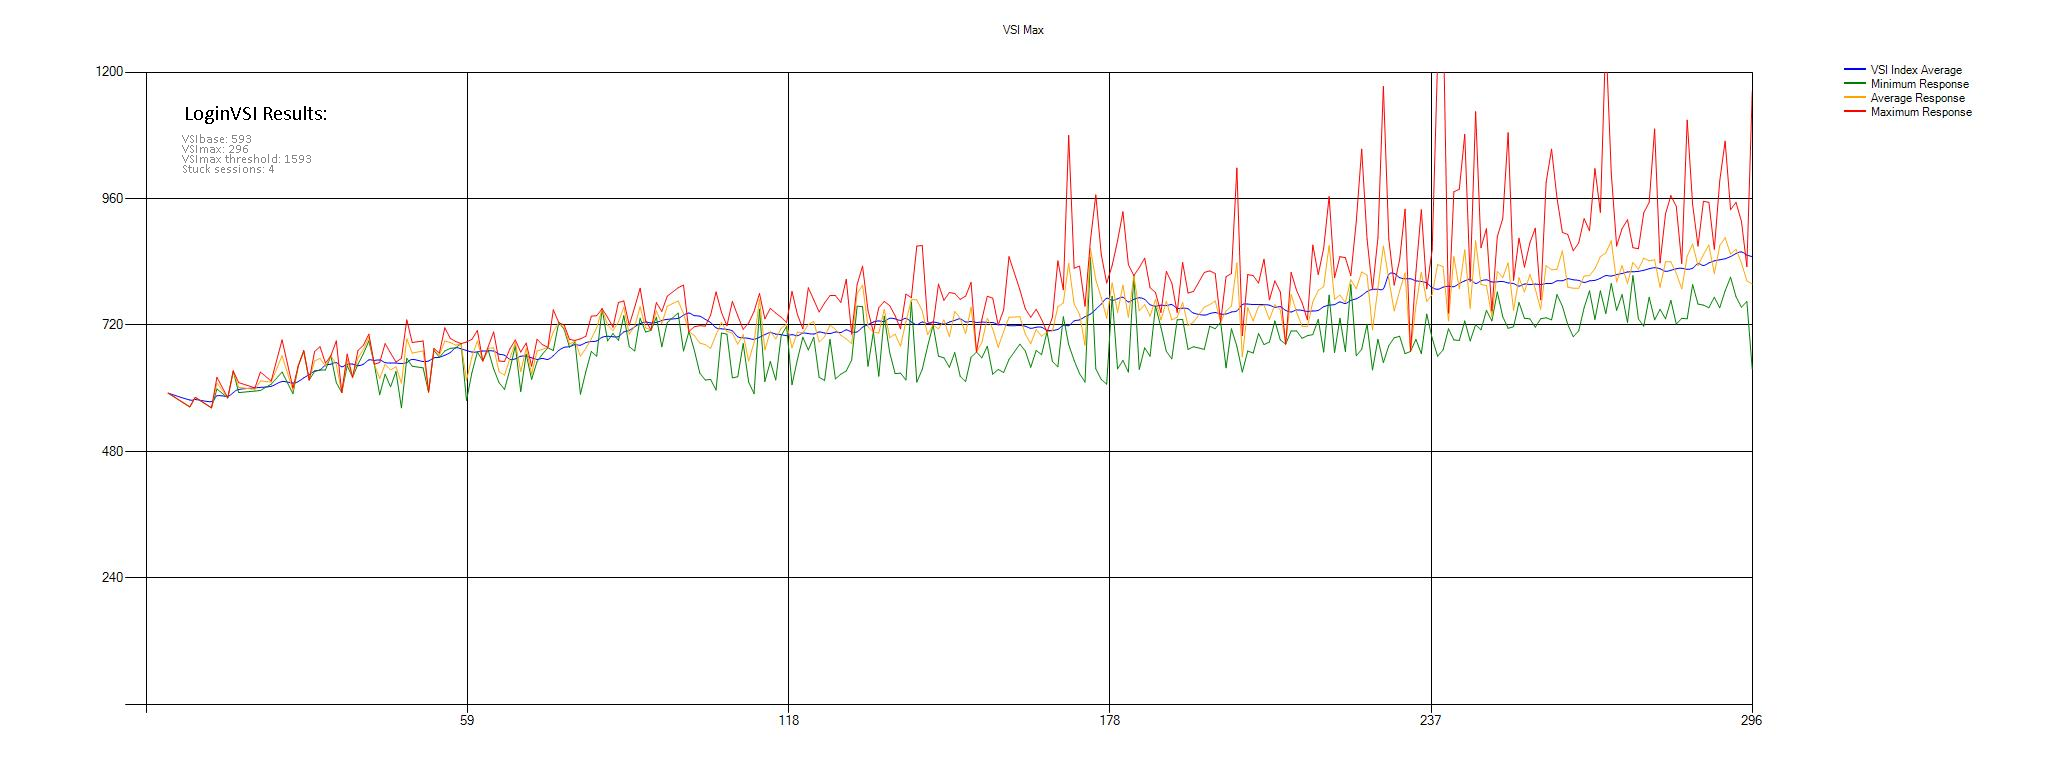 VSI Max
1200
960
720
480
240
LoginVSI Results:
VSIbase: 593
VSImax: 296
VSImax threshold: 1593
Stuck sessions: 4
VSI Index Average
Minimum Response
Average Response
Maximum Response
59
118
178
237
296